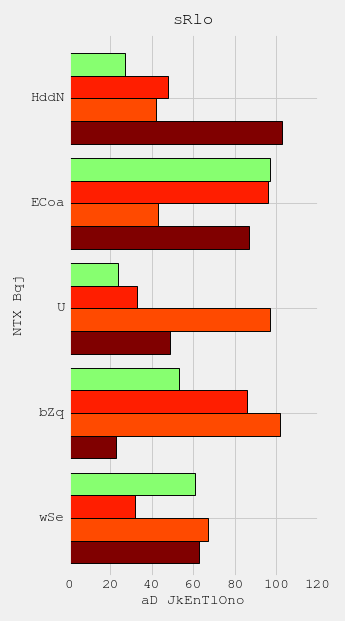 sRlo
HddN
ECoa
U
bZq
wSe
NTX Bqj
0 20 40 60 80 100 120
aD JkEnTlOno